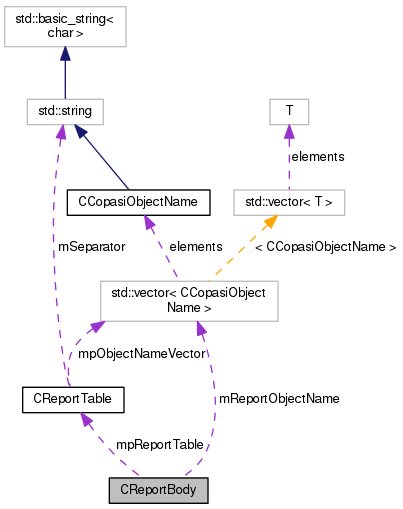 std::basic_string<
char >
std::string
T
elements
CCopasiObjectName
std::vector< T >
mSeparator
elements
< CCopasiObjectName >
std::vector< CCopasiObject
Name >
mpObjectNameVector
CReportTable
mReportObjectName
mpReportTable
CReportBody